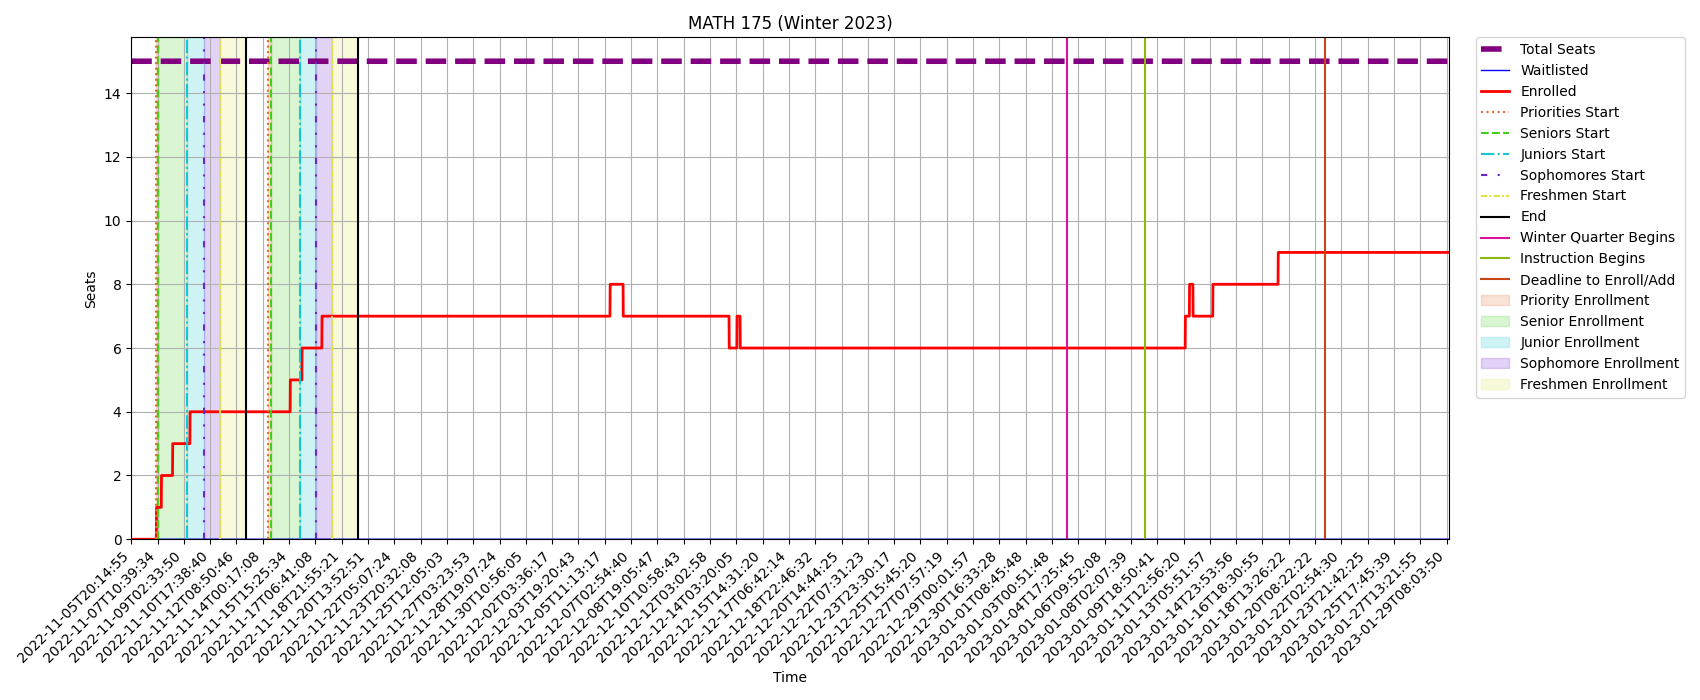 MATH 175 (Winter 2023)
Seats
14
12
10
8
6
4
2
0
2022-11-05T20:14:55
2022-11-07T10:39:34
2022-11-09T02:33:50
2022-11-10T17:38:40
2022-11-12T08:50:46
2022-11-14T00:17:08
2022-11-15T15:25:34
2022-11-17T06:41:08
2022-11-18T21:55:21
2022-11-20T13:52:51
2022-11-22T05:07:24
2022-11-23T20:32:08
2022-11-25T12:05:03
2022-11-27T03:23:53
2022-11-28T19:07:24
2022-11-30T10:56:05
2022-12-02T03:36:17
2022-12-03T19:20:43
2022-12-05T11:13:17
2022-12-07T02:54:40
2022-12-08T19:05:47
2022-12-10T10:58:43
2022-12-12T03:02:58
2022-12-14T03:20:05
2022-12-15T14:31:20
2022-12-17T06:42:14
2022-12-18T22:46:32
2022-12-20T14:44:25
2022-12-22T07:31:23
2022-12-23T23:30:17
2022-12-25T15:45:20
2022-12-27T07:57:19
2022-12-29T00:01:57
2022-12-30T16:33:28
2023-01-01T08:45:48
2023-01-03T00:51:48
2023-01-04T17:25:45
2023-01-06T09:52:08
2023-01-08T02:07:39
2023-01-09T18:50:41
2023-01-11T12:56:20
2023-01-13T05:51:57
2023-01-14T23:53:56
2023-01-16T18:30:55
2023-01-18T13:26:22
2023-01-20T08:22:22
2023-01-22T02:54:30
2023-01-23T21:42:25
2023-01-25T17:45:39
2023-01-27T13:21:55
2023-01-29T08:03:50
Time
Total Seats
Waitlisted
Enrolled
Priorities Start
Seniors Start
Juniors Start
Sophomores Start
Freshmen Start
End
Winter Quarter Begins
Instruction Begins
Deadline to Enroll/Add
Priority Enrollment
Senior Enrollment
Junior Enrollment
Sophomore Enrollment
Freshmen Enrollment